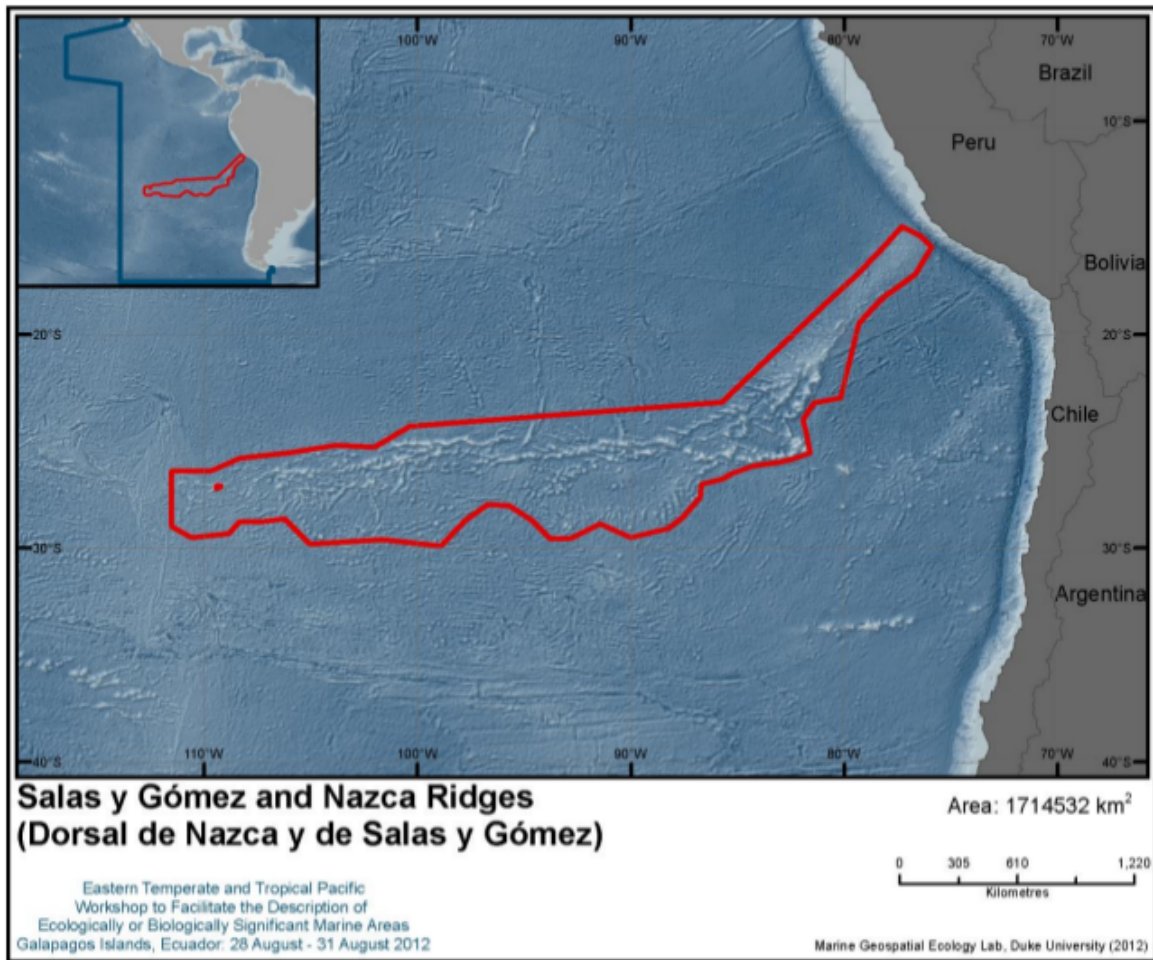 100°W
90°W
80°W
70°W
Brazil
10°S
Peru
Bolivia
20°S
20°S
Chile
30°S
30°S
Argentina
110°W
100°W
90°W
80°W
70°W
40°S
40°S
Salas y Gómez and Nazca Ridges
(Dorsal de Nazca y de Salas y Gómez)
Area: 1714532 km²
Eastern Temperate and Tropical Pacific
Workshop to Facilitate the Description of
Ecologically or Biologically Significant Marine Areas
Galapagos Islands, Ecuador: 28 August - 31 August 2012
0 305 610 1,220
Kilometres
Marine Geospatial Ecology Lab, Duke University (2012)